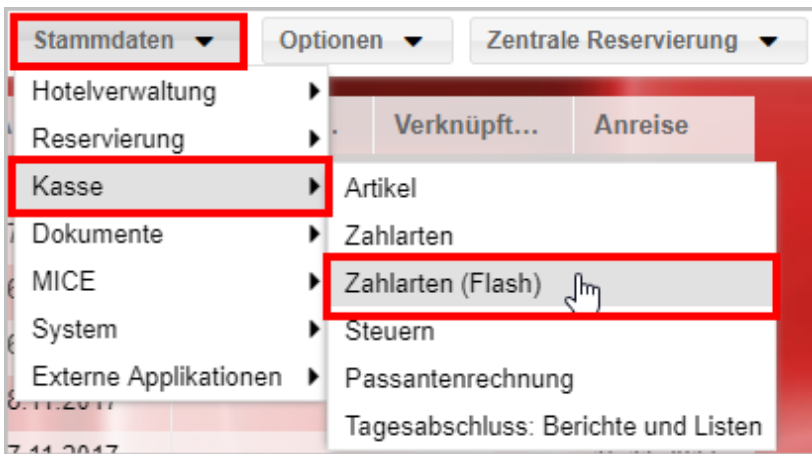 Stammdaten Optionen Zentrale Reservierung
Hotelverwaltung
Verknüpft... Anreise
Reservierung
Kasse Artikel
Dokumente Zahlarten
MICE Zahlarten (Flash)
System Steuern
Externe Applikationen Passantenrechnung
Tagesabschluss: Berichte und Listen